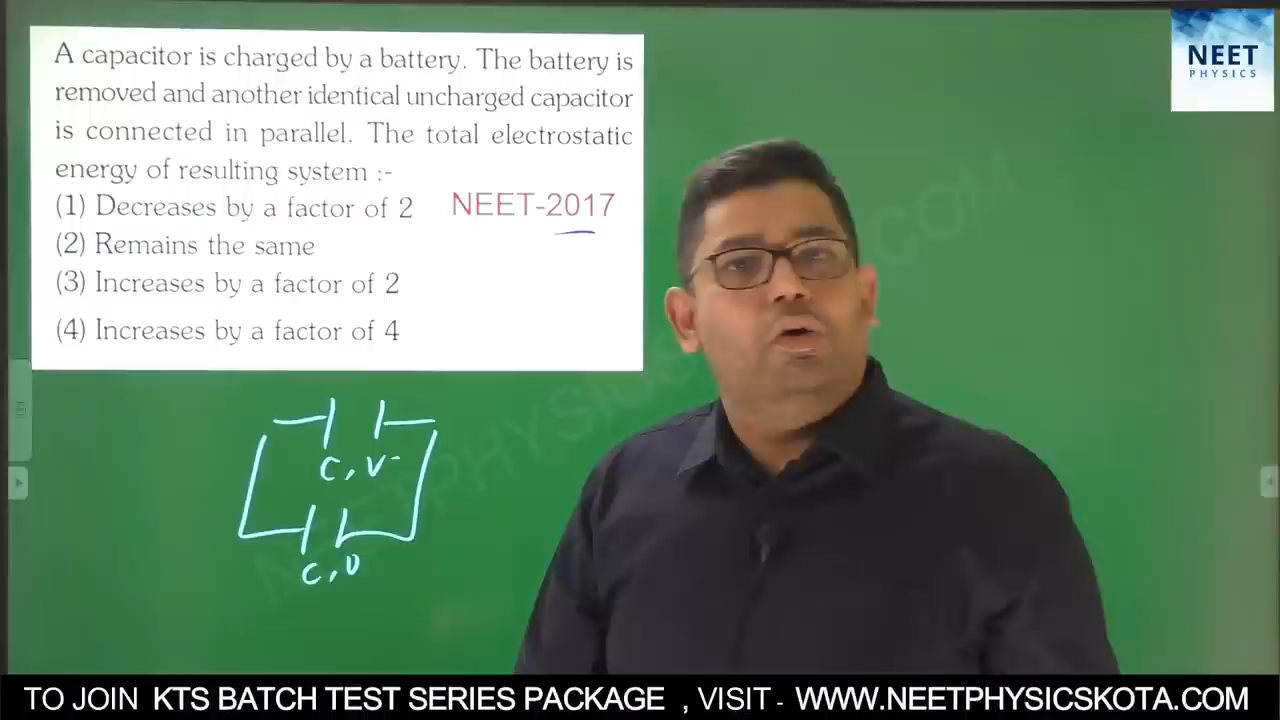 A capacitor is charged by a battery. The battery is
removed and another identical uncharged capacitor
is connected in parallel. The total electrostatic
energy of resulting system :-
(1) Decreases by a factor of 2
NEET-2017
(2) Remains the same
(3) Increases by a factor of 2
(4) Increases by a factor of 4
NEET
PHYSICS
C, V
C, 0
NEETPHYSICSKOTA.COM
TO JOIN KTS BATCH TEST SERIES PACKAGE , VISIT - WWW.NEETPHYSICSKOTA.COM